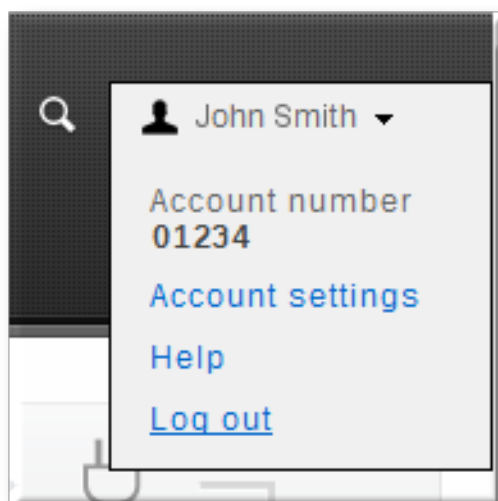 John Smith
Account number
01234
Account settings
Help
Log out